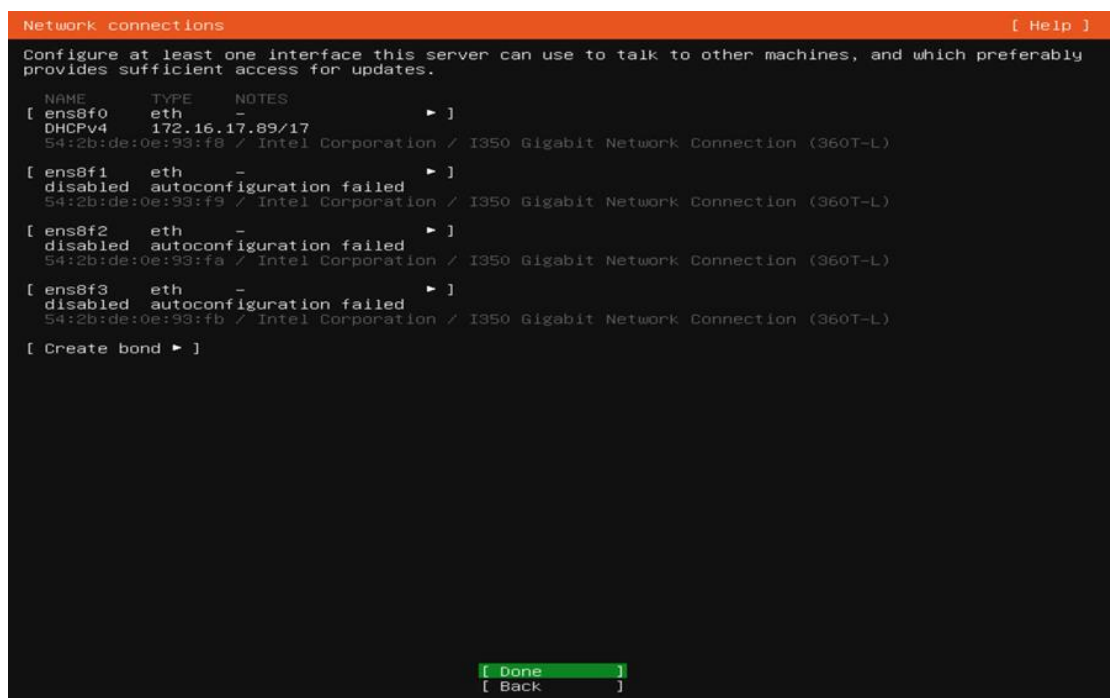 Network connections [ Help ]
Configure at least one interface this server can use to talk to other machines, and which preferably
provides sufficient access for updates.
NAME TYPE NOTES
[ ens8f0 eth – ► ]
DHCPv4 172.16.17.89/17
54:2b:de:0e:93:f8 / Intel Corporation / I350 Gigabit Network Connection (360T-L)
[ ens8f1 eth – ► ]
disabled autoconfiguration failed
54:2b:de:0e:93:f9 / Intel Corporation / I350 Gigabit Network Connection (360T-L)
[ ens8f2 eth – ► ]
disabled autoconfiguration failed
54:2b:de:0e:93:fa / Intel Corporation / I350 Gigabit Network Connection (360T-L)
[ ens8f3 eth – ► ]
disabled autoconfiguration failed
54:2b:de:0e:93:fb / Intel Corporation / I350 Gigabit Network Connection (360T-L)
[ Create bond ► ]
[ Done ]
[ Back ]